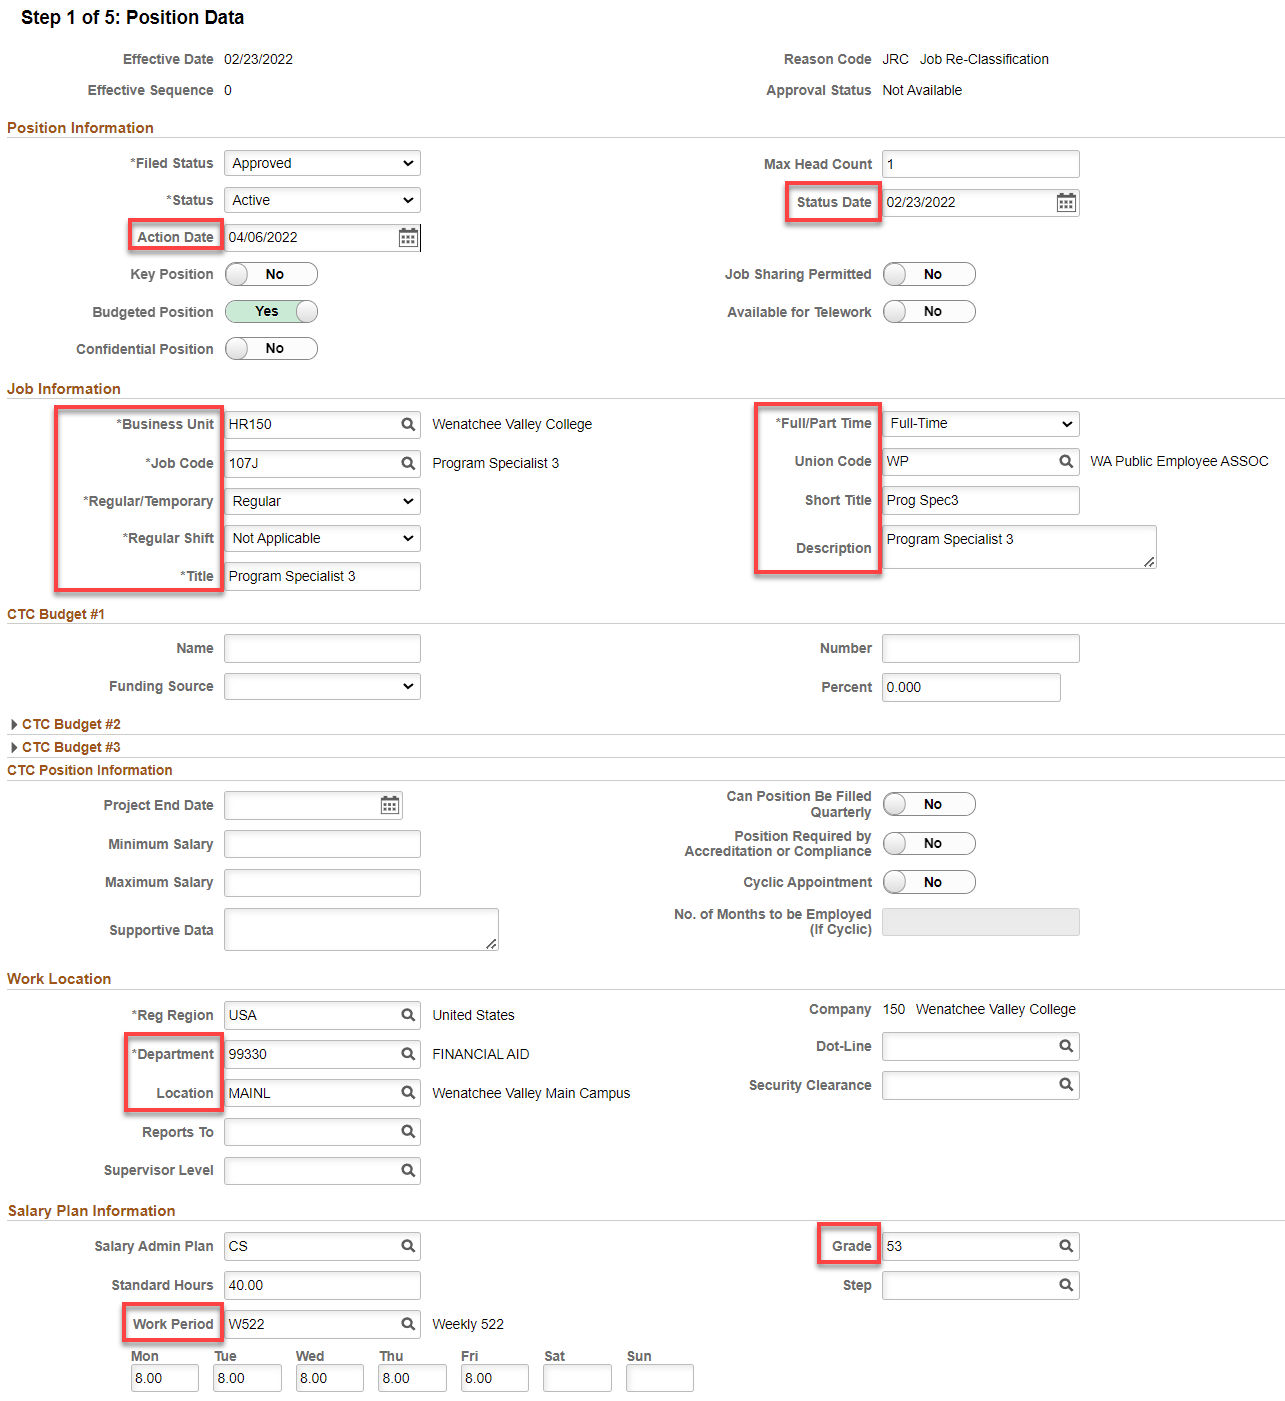 Step 1 of 5: Position Data
Effective Date 02/23/2022 Reason Code JRC Job Re-Classification
Effective Sequence 0 Approval Status Not Available
Position Information
*Filed Status Approved Max Head Count 1
*Status Active Status Date 02/23/2022
Action Date 04/06/2022
Key Position No Job Sharing Permitted No
Budgeted Position Yes Available for Telework No
Confidential Position No
Job Information
*Business Unit HR150 Wenatchee Valley College *Full/Part Time Full-Time
*Job Code 107J Program Specialist 3 Union Code WP WA Public Employee ASSOC
*Regular/Temporary Regular Short Title Prog Spec3
*Regular Shift Not Applicable Description Program Specialist 3
*Title Program Specialist 3
CTC Budget #1
Name Number
Funding Source Percent 0.000
CTC Budget #2
CTC Budget #3
CTC Position Information
Project End Date Can Position Be Filled Quarterly No
Minimum Salary Position Required by Accreditation or Compliance No
Maximum Salary Cyclic Appointment No
Supportive Data No. of Months to be Employed (If Cyclic)
Work Location
*Reg Region USA United States Company 150 Wenatchee Valley College
*Department 99330 FINANCIAL AID Dot-Line
Location MAINL Wenatchee Valley Main Campus Security Clearance
Reports To
Supervisor Level
Salary Plan Information
Salary Admin Plan CS Grade 53
Standard Hours 40.00 Step
Work Period W522 Weekly 522
Mon Tue Wed Thu Fri Sat Sun
8.00 8.00 8.00 8.00 8.00